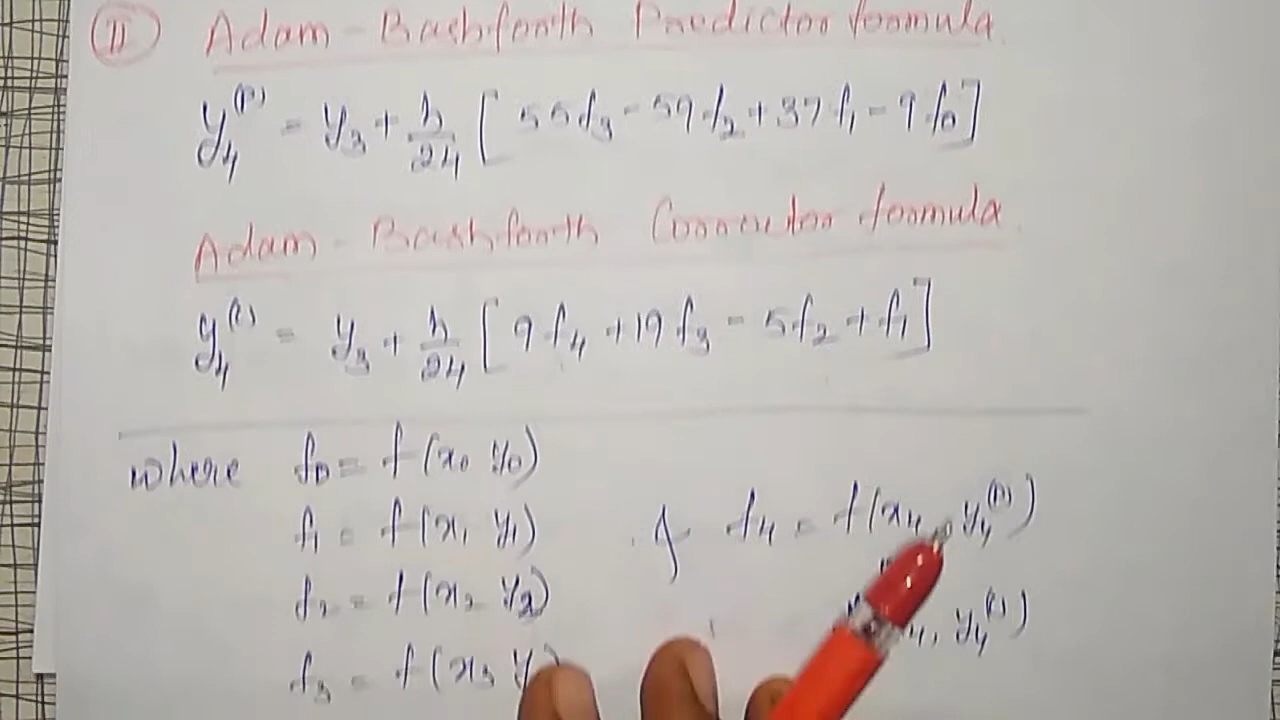 II Adam-Bashforth Predictor formula
y₄⁽ᵖ⁾ = y₃ + h/24 [ 55f₃ - 59f₂ + 37f₁ - 9f₀ ]
Adam-Bashforth Corrector formula
y₄⁽ᶜ⁾ = y₃ + h/24 [ 9f₄ + 19f₃ - 5f₂ + f₁ ]
where f₀ = f(x₀ y₀)
f₁ = f(x₁ y₁)
f₂ = f(x₂ y₂)
f₃ = f(x₃ y
& f₄ = f(x₄, y₄⁽ᵖ⁾)
₄, y₄⁽ᶜ⁾)